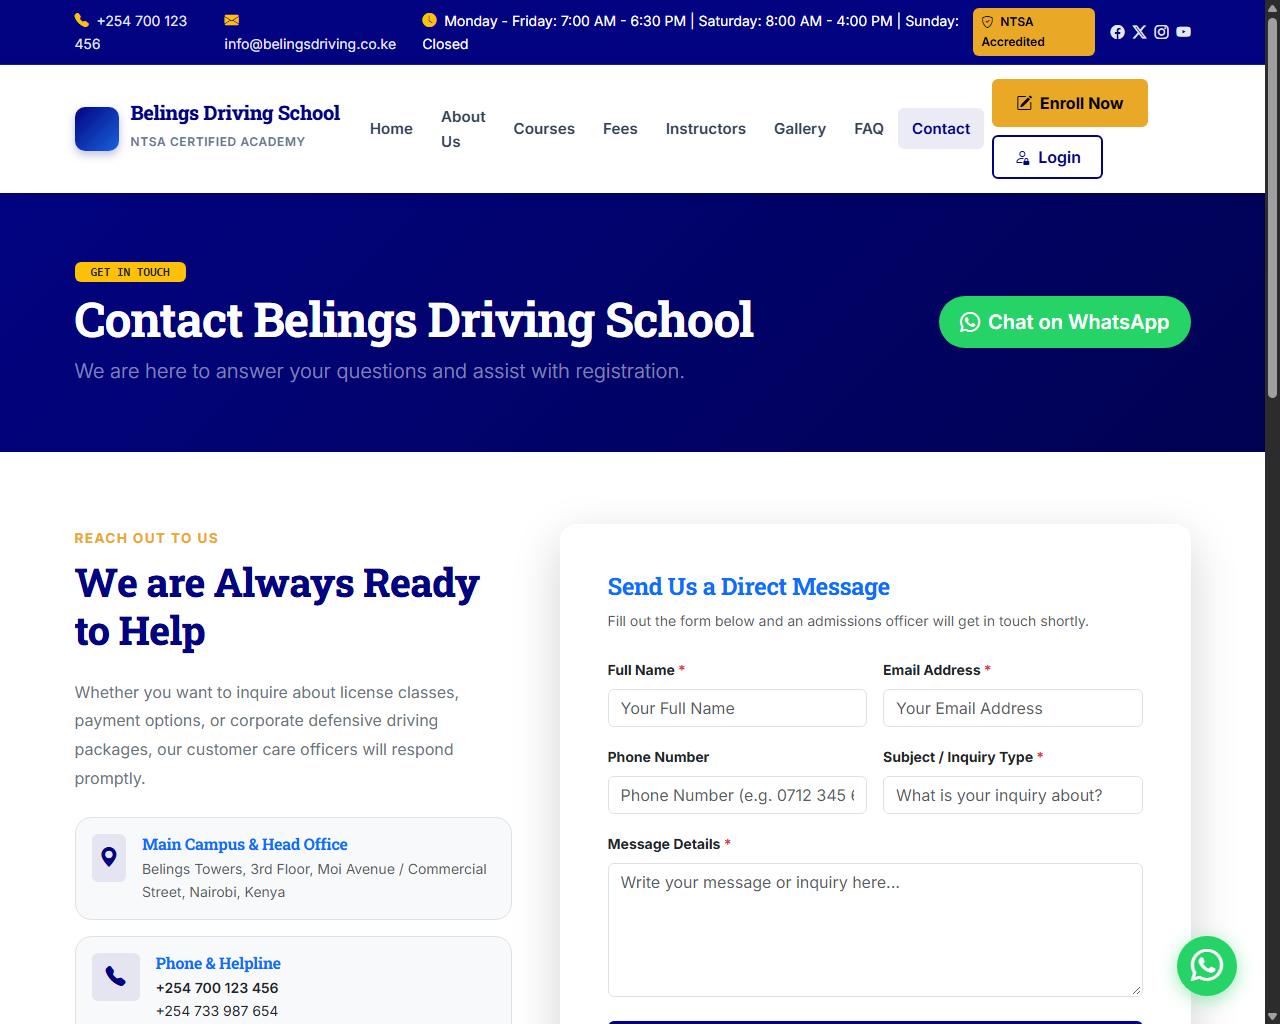 +254 700 123 456
info@belingsdriving.co.ke
Monday - Friday: 7:00 AM - 6:30 PM | Saturday: 8:00 AM - 4:00 PM | Sunday: Closed
NTSA Accredited
Belings Driving School
NTSA CERTIFIED ACADEMY
Home
About Us
Courses
Fees
Instructors
Gallery
FAQ
Contact
Enroll Now
Login
GET IN TOUCH
Contact Belings Driving School
We are here to answer your questions and assist with registration.
Chat on WhatsApp
REACH OUT TO US
We are Always Ready
to Help
Whether you want to inquire about license classes,
payment options, or corporate defensive driving
packages, our customer care officers will respond
promptly.
Main Campus & Head Office
Belings Towers, 3rd Floor, Moi Avenue / Commercial
Street, Nairobi, Kenya
Phone & Helpline
+254 700 123 456
+254 733 987 654
Send Us a Direct Message
Fill out the form below and an admissions officer will get in touch shortly.
Full Name *
Your Full Name
Email Address *
Your Email Address
Phone Number
Phone Number (e.g. 0712 345 6
Subject / Inquiry Type *
What is your inquiry about?
Message Details *
Write your message or inquiry here...